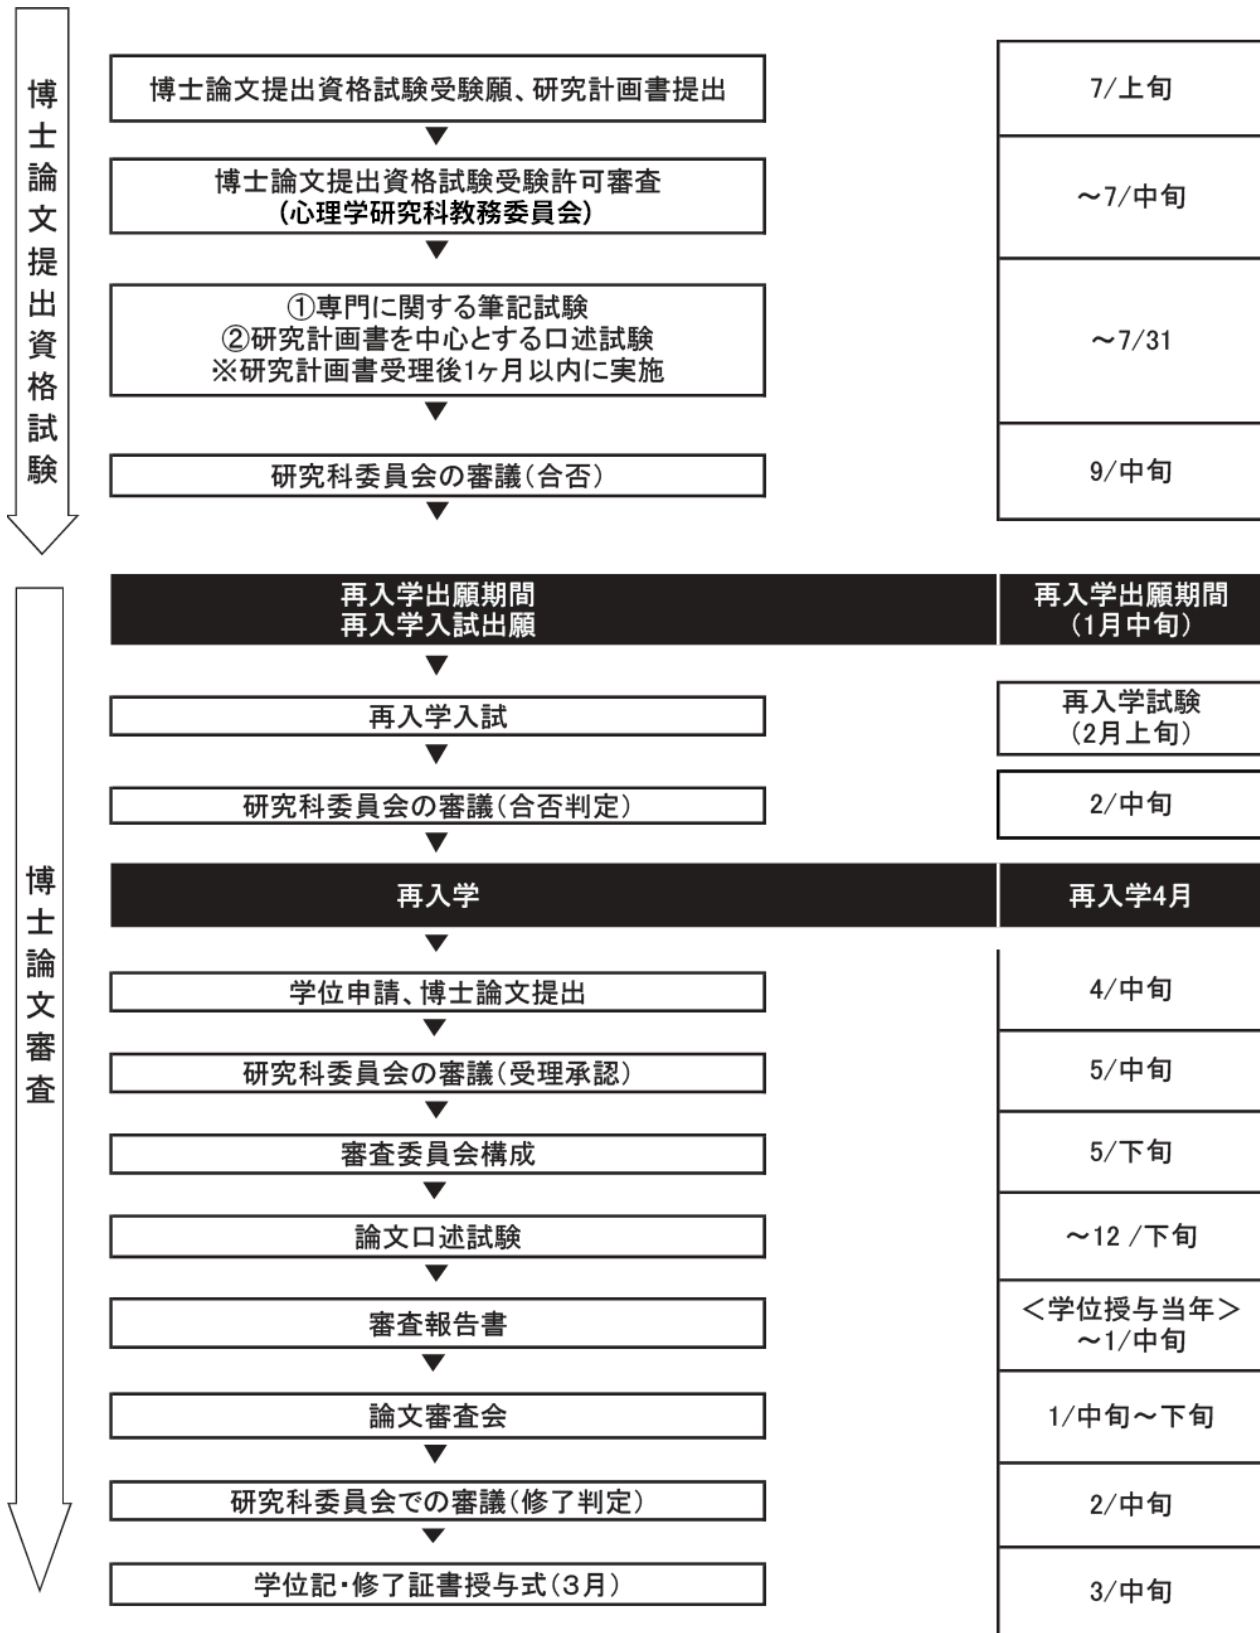 博士論文提出資格試験
博士論文提出資格試験受験願、研究計画書提出
7/上旬
博士論文提出資格試験受験許可審査
(心理学研究科教務委員会)
～7/中旬
①専門に関する筆記試験
②研究計画書を中心とする口述試験
※研究計画書受理後1ヶ月以内に実施
～7/31
研究科委員会の審議(合否)
9/中旬
博士論文審査
再入学出願期間
再入学入試出願
再入学出願期間
(1月中旬)
再入学入試
再入学試験
(2月上旬)
研究科委員会の審議(合否判定)
2/中旬
再入学
再入学4月
学位申請、博士論文提出
4/中旬
研究科委員会の審議(受理承認)
5/中旬
審査委員会構成
5/下旬
論文口述試験
～12 /下旬
審査報告書
＜学位授与当年＞
～1/中旬
論文審査会
1/中旬～下旬
研究科委員会での審議(修了判定)
2/中旬
学位記・修了証書授与式(3月)
3/中旬